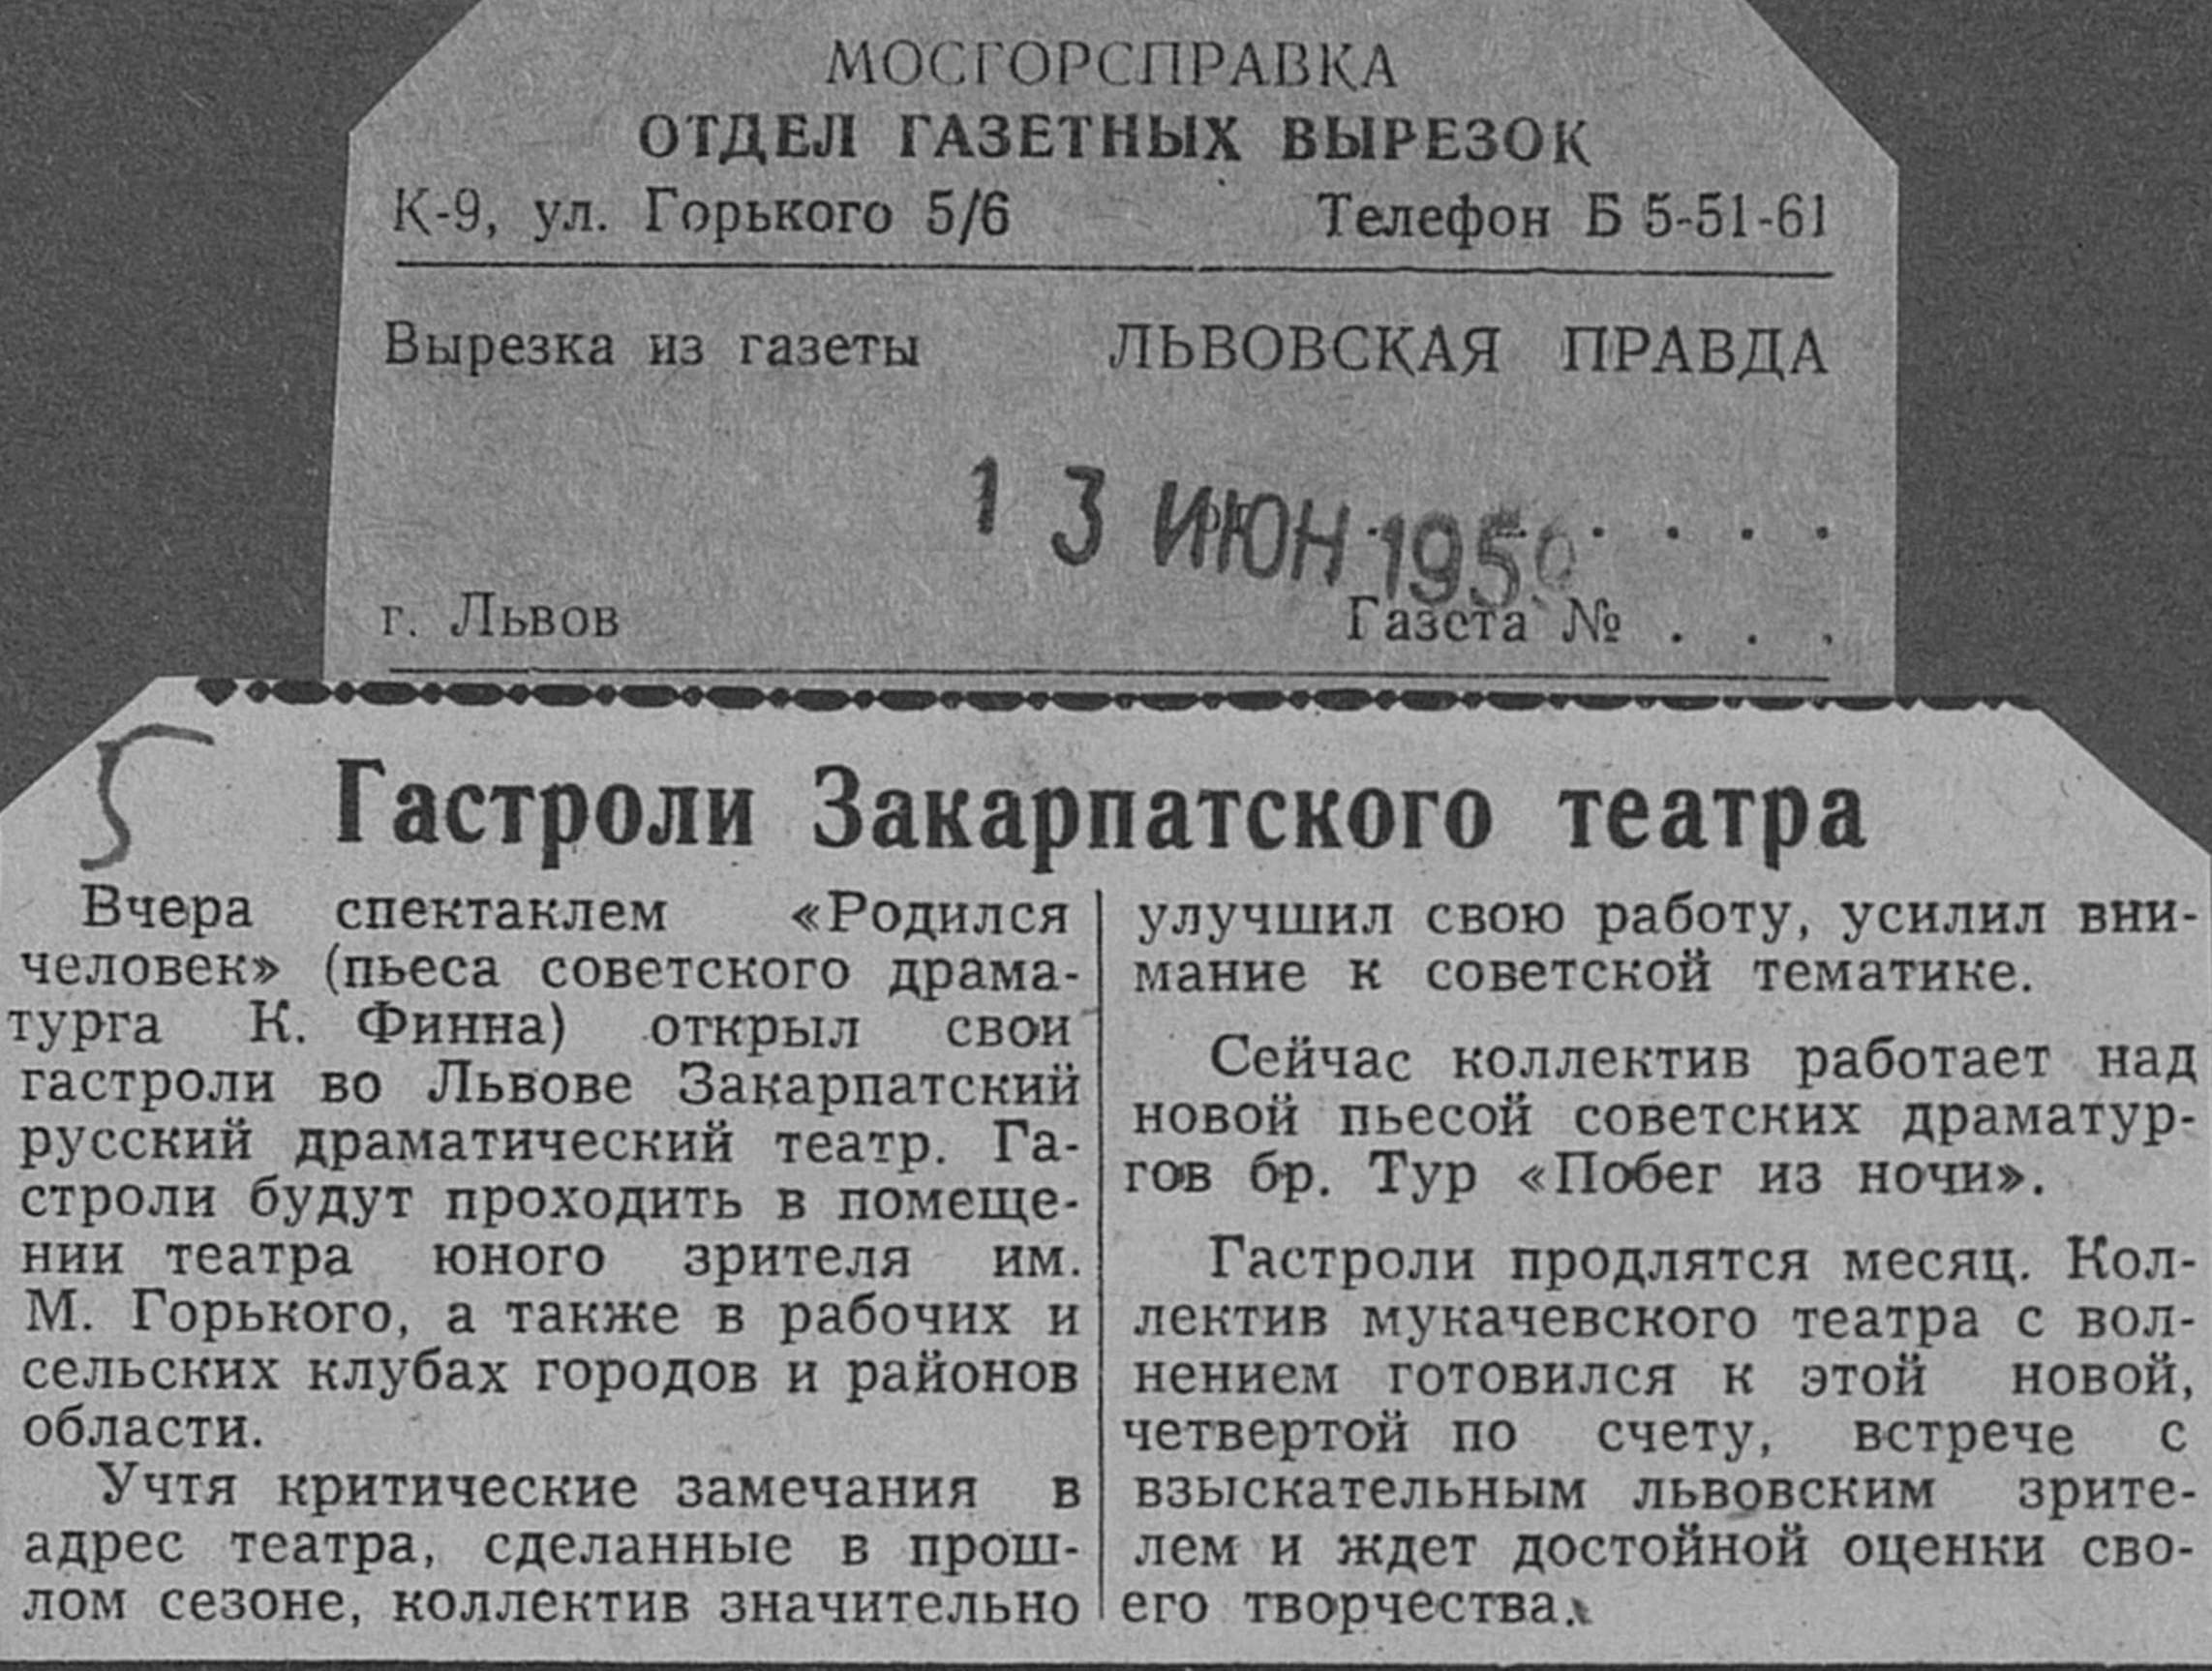 МОСГОРСПРАВКА
ОТДЕЛ ГАЗЕТНЫХ ВЫРЕЗОК
К-9, ул. Горького 5/6 Телефон Б 5-51-61
Вырезка из газеты ЛЬВОВСКАЯ ПРАВДА
13 ИЮН 195
г. Львов Газета № . . .
5
Гастроли Закарпатского театра
Вчера спектаклем «Родился
человек» (пьеса советского драма-
турга К. Финна) открыл свои
гастроли во Львове Закарпатский
русский драматический театр. Га-
строли будут проходить в помеще-
нии театра юного зрителя им.
М. Горького, а также в рабочих и
сельских клубах городов и районов
области.
Учтя критические замечания в
адрес театра, сделанные в прош-
лом сезоне, коллектив значительно
улучшил свою работу, усилил вни-
мание к советской тематике.
Сейчас коллектив работает над
новой пьесой советских драматур-
гов бр. Тур «Побег из ночи».
Гастроли продлятся месяц. Кол-
лектив мукачевского театра с вол-
нением готовился к этой новой,
четвертой по счету, встрече с
взыскательным львовским зрите-
лем и ждет достойной оценки сво-
его творчества.